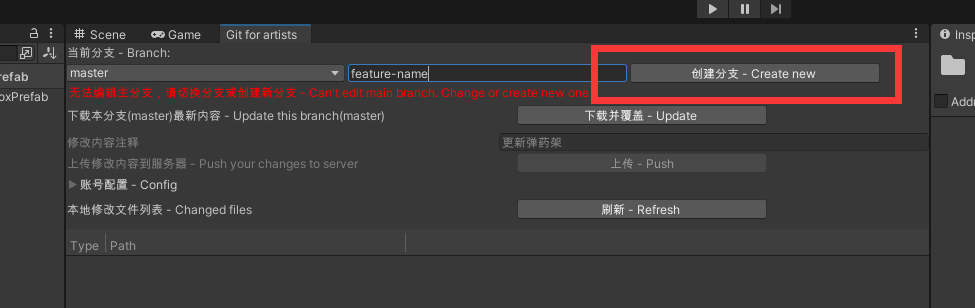 Scene Game Git for artists Insp
当前分支 - Branch:
refab
master feature-name 创建分支 - Create new
oxPrefab
无法编辑主分支，请切换分支或创建新分支 - Can't edit main branch. Change or create new one
Addr
下载本分支(master)最新内容 - Update this branch(master) 下载并覆盖 - Update
修改内容注释 更新弹药架
上传修改内容到服务器 - Push your changes to server 上传 - Push
账号配置 - Config
本地修改文件列表 - Changed files 刷新 - Refresh
Type Path